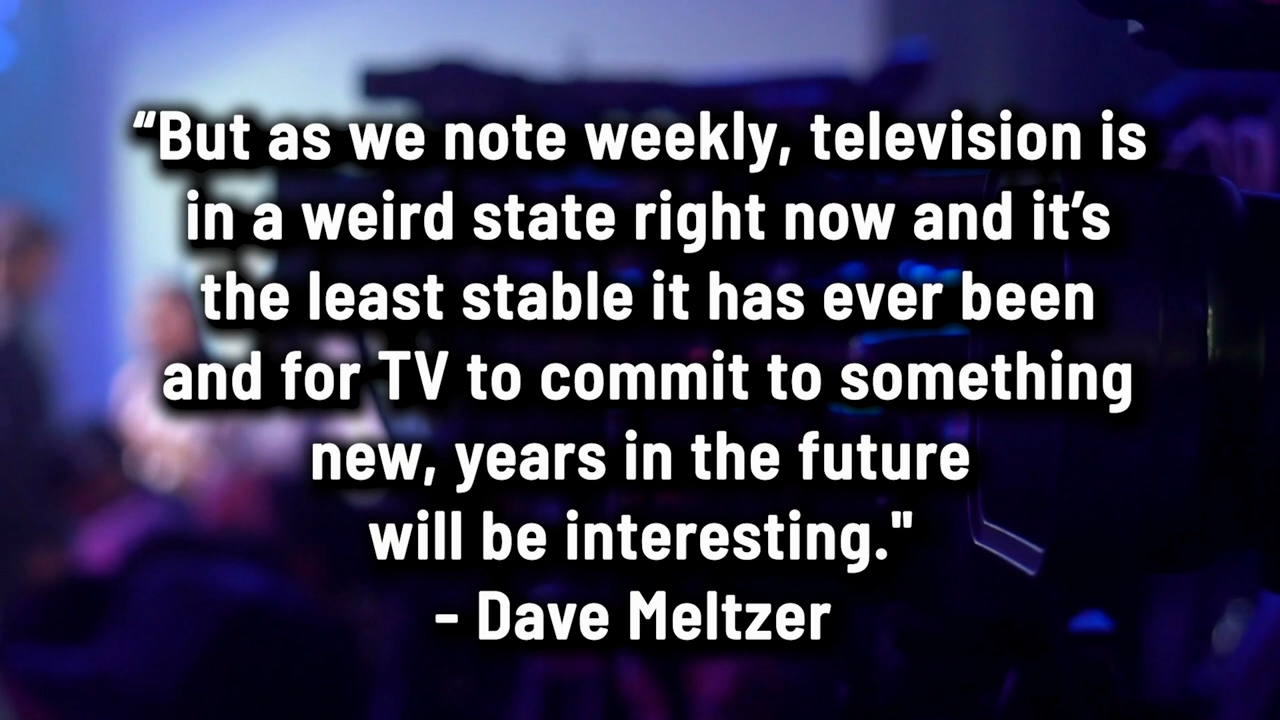 “But as we note weekly, television is
in a weird state right now and it’s
the least stable it has ever been
and for TV to commit to something
new, years in the future
will be interesting."
- Dave Meltzer